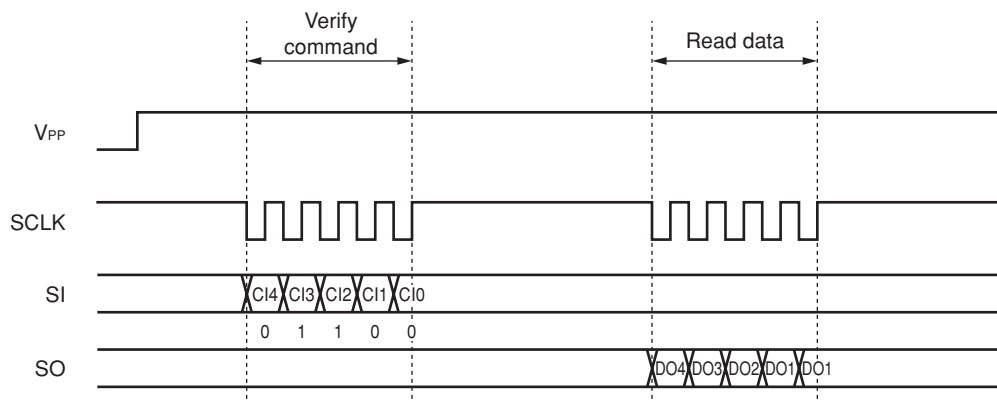 Verify
command
Read data
VPP
SCLK
SI
CI4 CI3 CI2 CI1 CI0
0 1 1 0 0
SO
DO4 DO3 DO2 DO1 DO1